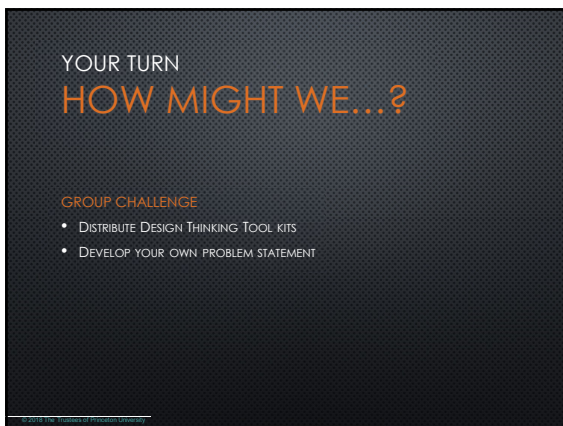 YOUR TURN
HOW MIGHT WE...?
GROUP CHALLENGE
• DISTRIBUTE DESIGN THINKING TOOL KITS
• DEVELOP YOUR OWN PROBLEM STATEMENT
© 2018 The Trustees of Princeton University